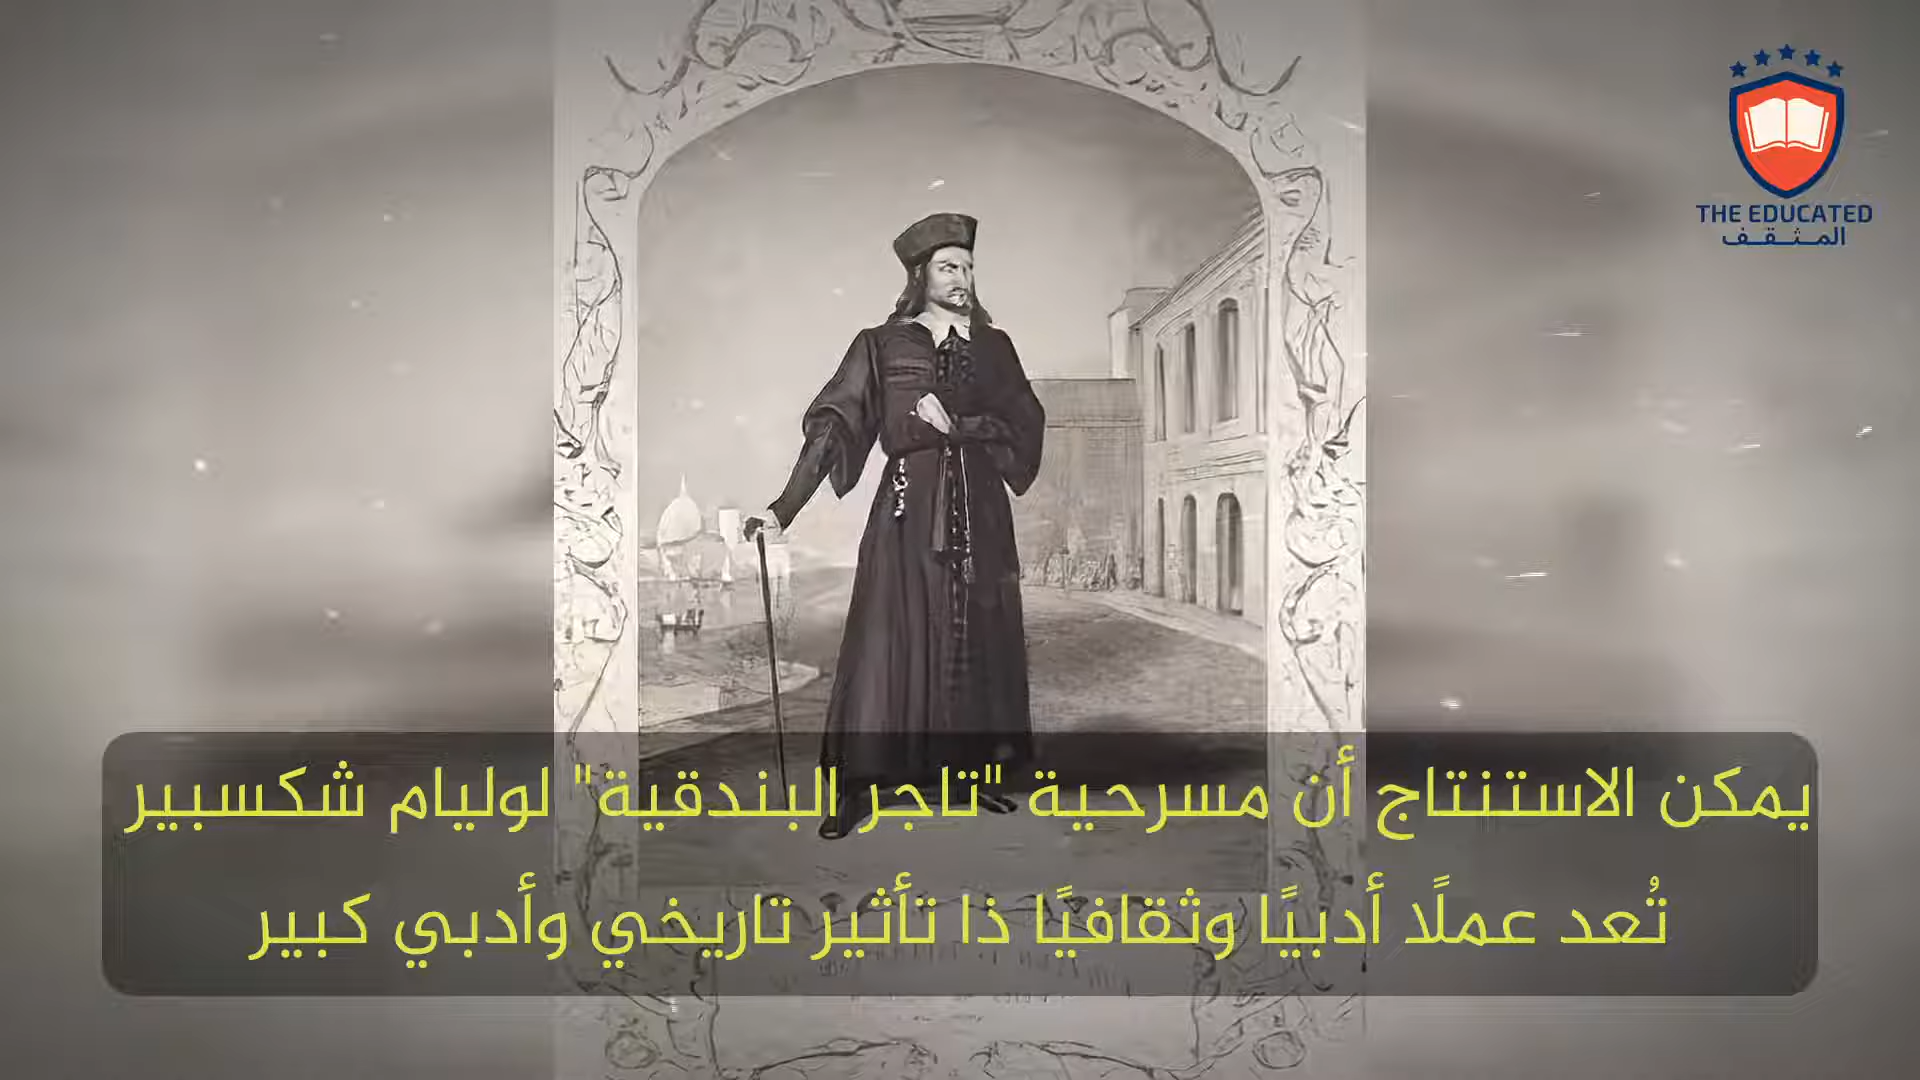 THE EDUCATED
المثقف
يمكن الاستنتاج أن مسرحية "تاجر البندقية" لوليام شكسبير
تُعد عملًا أدبيًا وثقافيًا ذا تأثير تاريخي وأدبي كبير